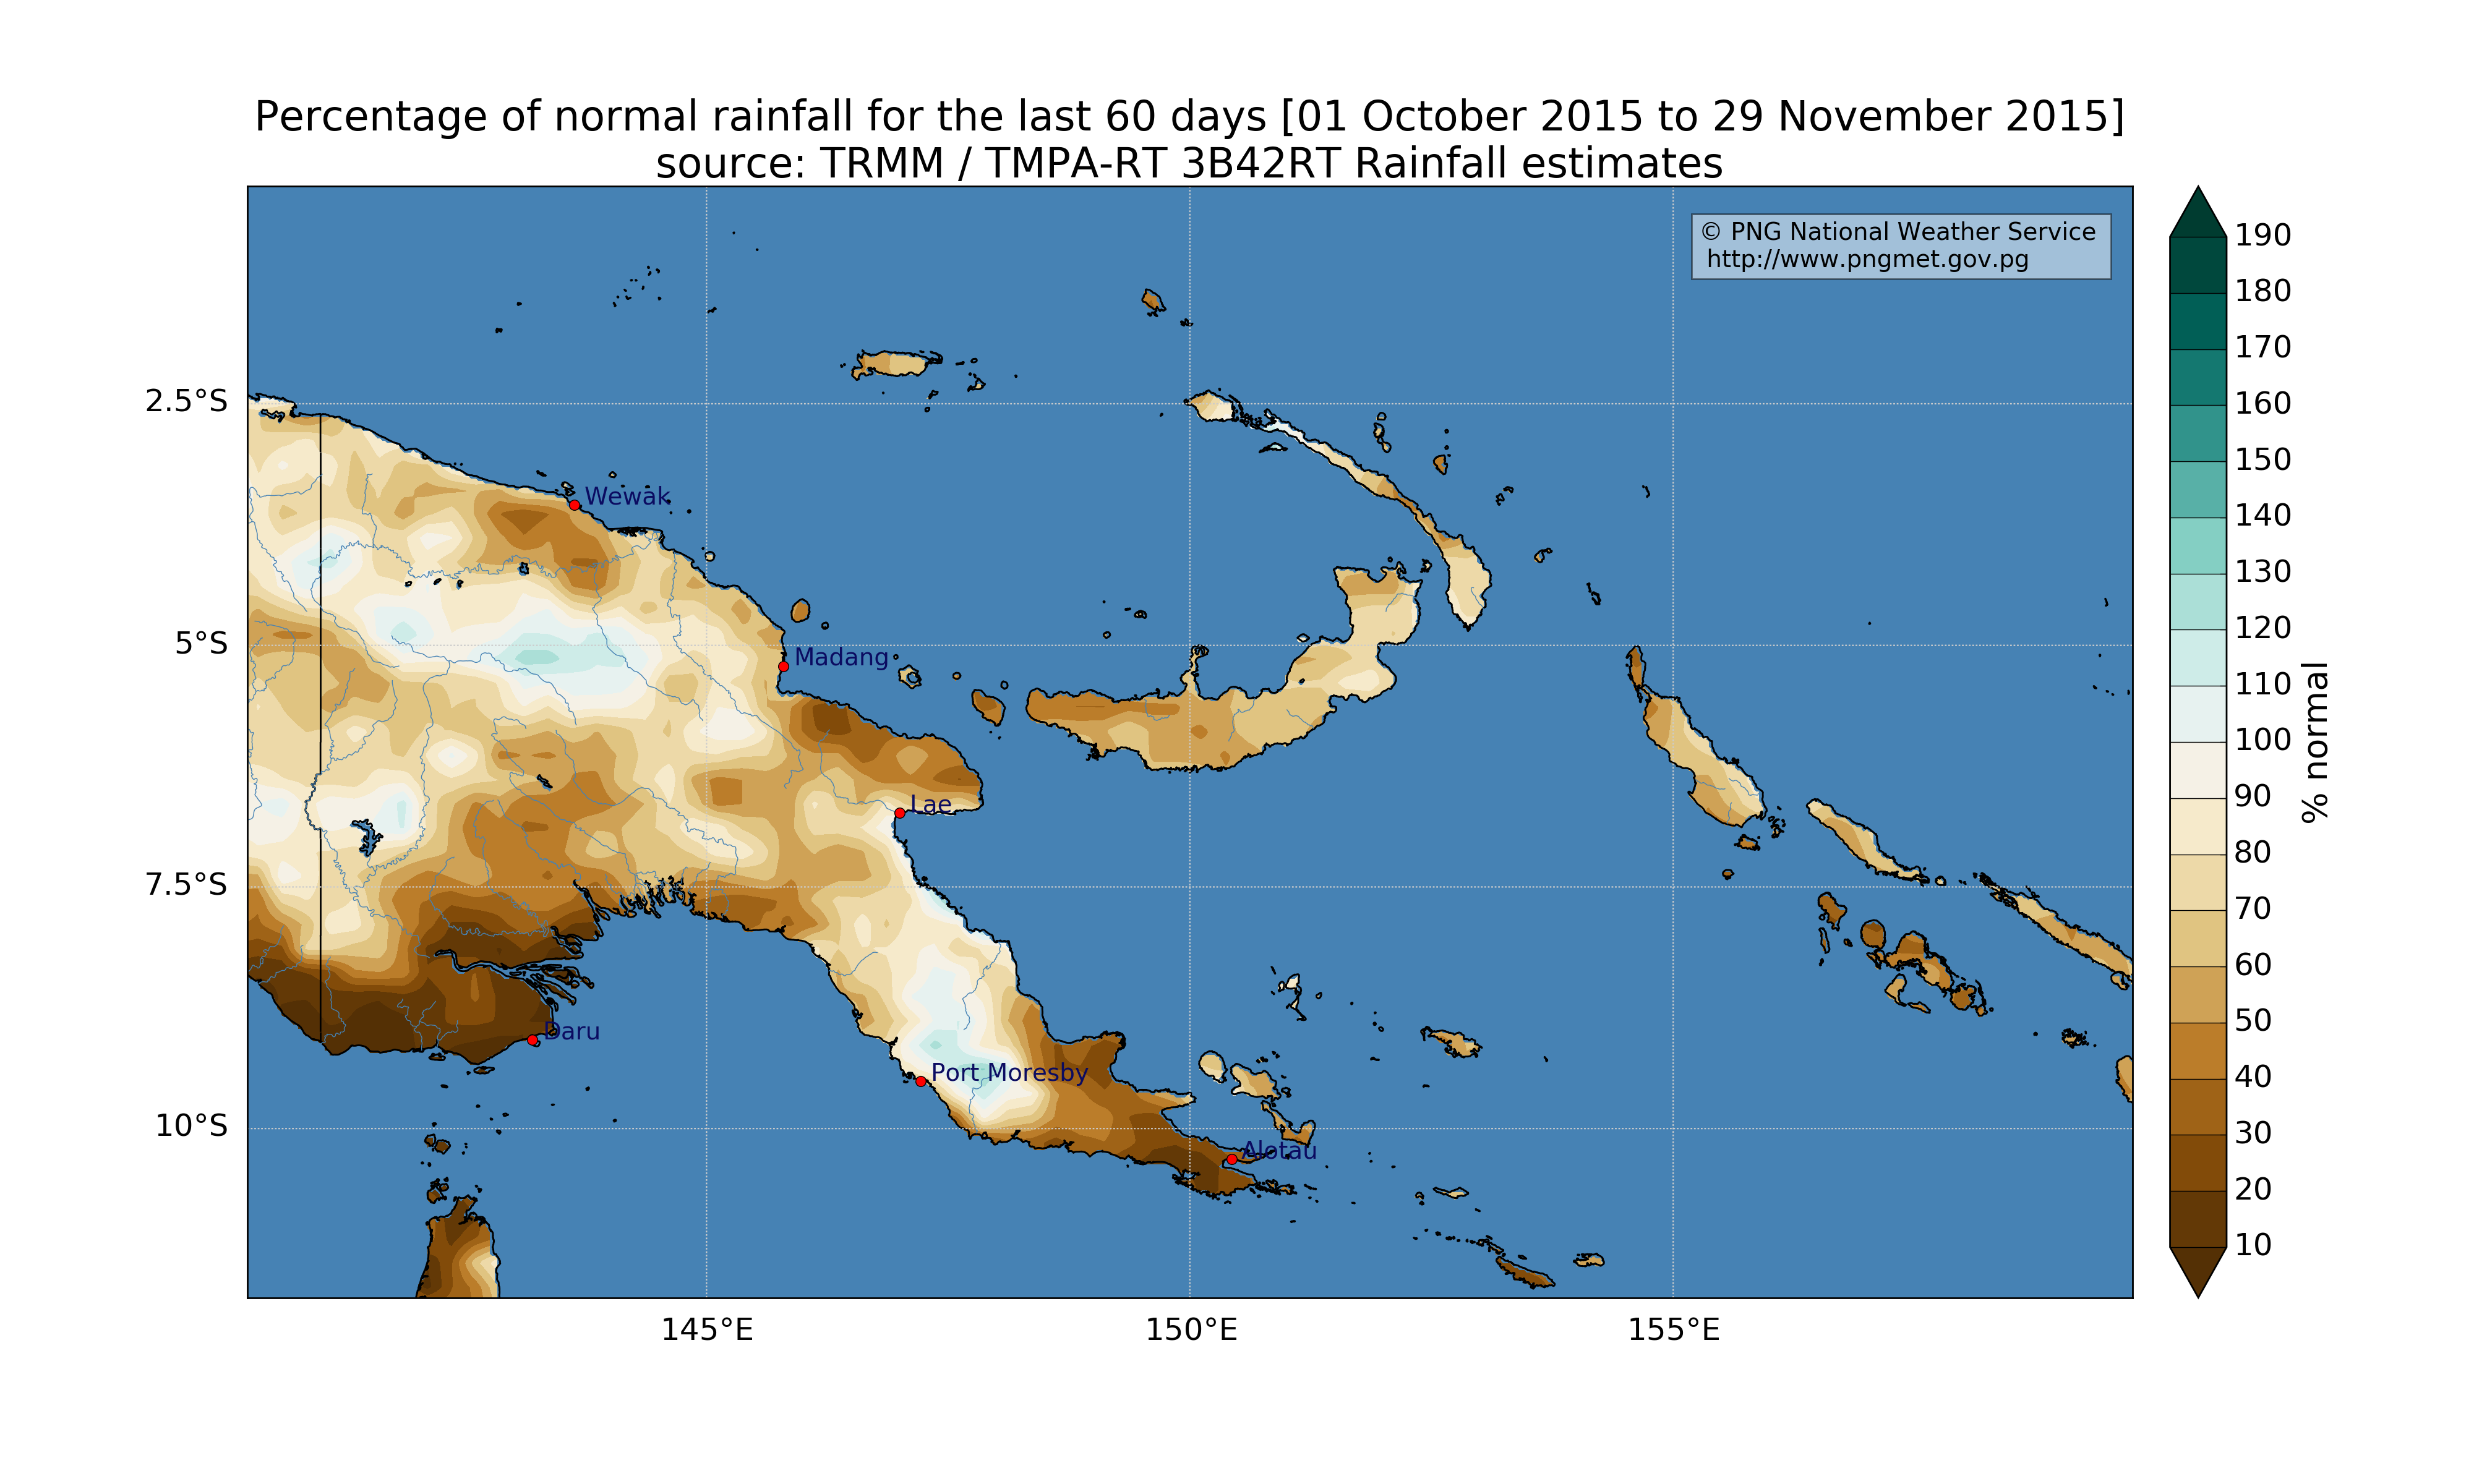 Percentage of normal rainfall for the last 60 days [01 October 2015 to 29 November 2015]
source: TRMM / TMPA-RT 3B42RT Rainfall estimates
© PNG National Weather Service
http://www.pngmet.gov.pg
190
180
170
160
150
140
130
120
110
100
90
80
70
60
50
40
30
20
10
% normal
2.5°S
5°S
7.5°S
10°S
Wewak
Madang
Lae
Daru
Port Moresby
Alotau
145°E
150°E
155°E